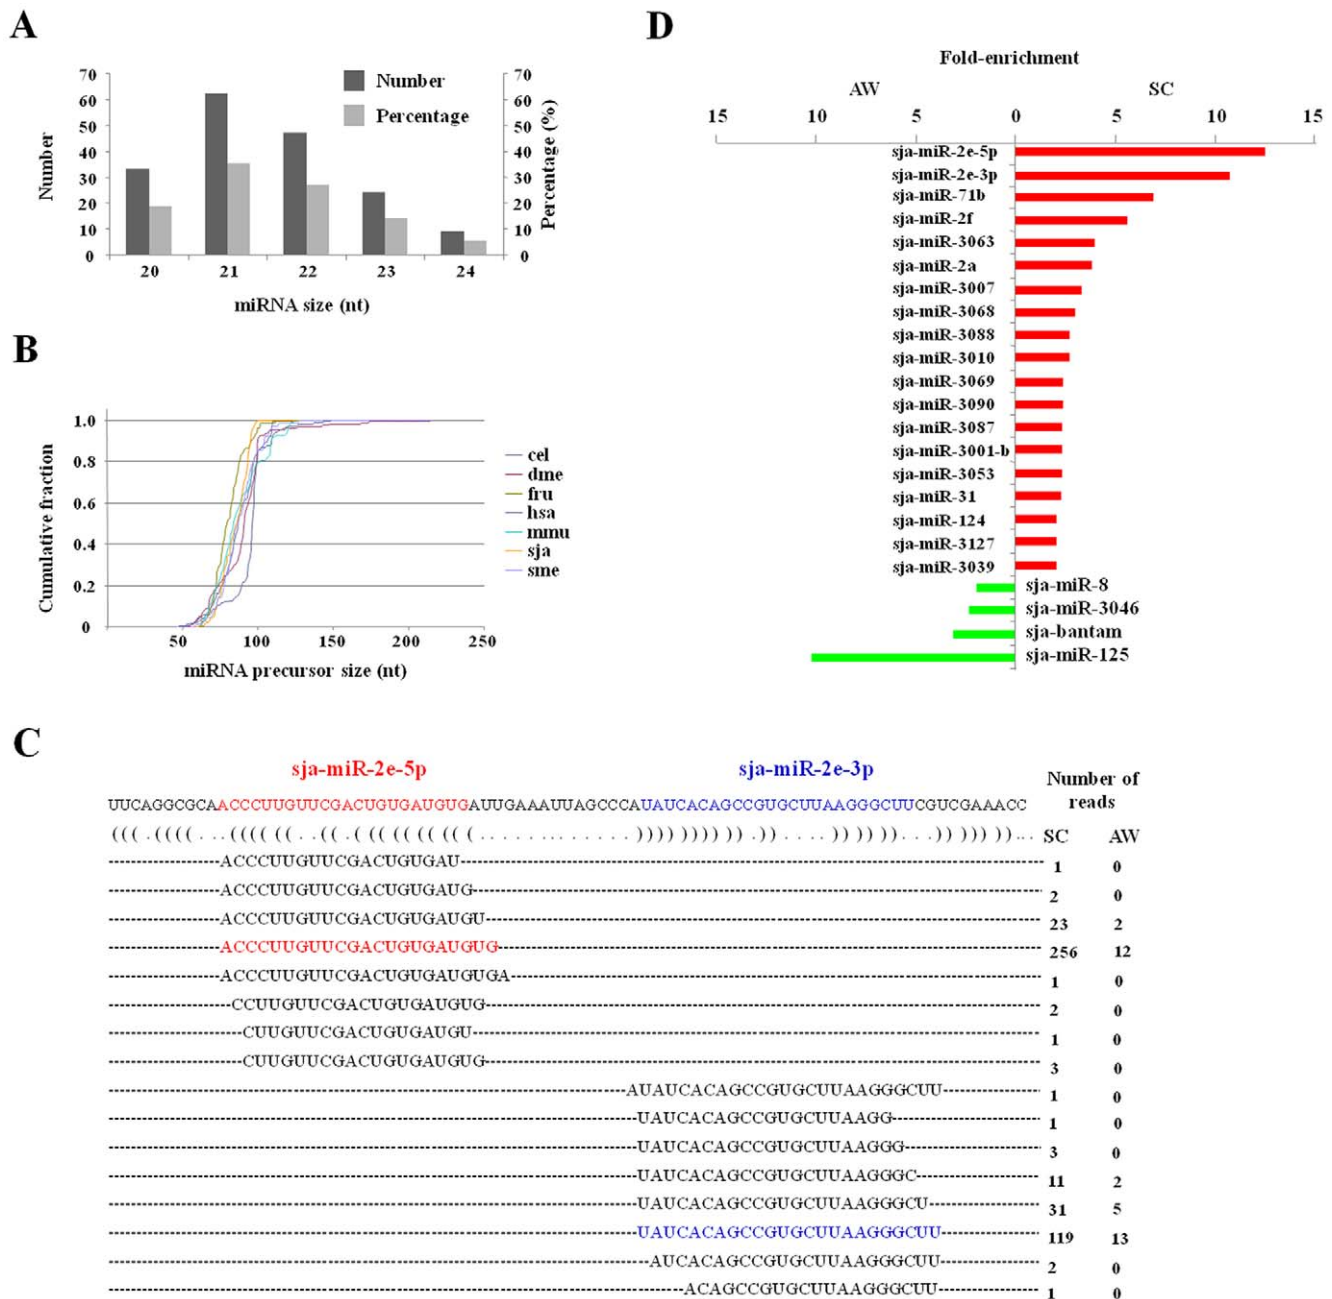 A
70
60
50
40
30
20
10
0
Number
Number
Percentage
70
60
50
40
30
20
10
0
Percentage (%)
20 21 22 23 24
miRNA size (nt)
B
1.0
0.8
0.6
0.4
0.2
0
Cumulative fraction
50 100 150 200 250
miRNA precursor size (nt)
cel
dme
fru
hsa
mmu
sja
sme
D
Fold-enrichment
AW SC
15 10 5 0 5 10 15
sja-miR-2e-5p
sja-miR-2e-3p
sja-miR-71b
sja-miR-2f
sja-miR-3063
sja-miR-2a
sja-miR-3007
sja-miR-3068
sja-miR-3088
sja-miR-3010
sja-miR-3069
sja-miR-3090
sja-miR-3087
sja-miR-3001-b
sja-miR-3053
sja-miR-31
sja-miR-124
sja-miR-3127
sja-miR-3039
sja-miR-8
sja-miR-3046
sja-bantam
sja-miR-125
C
sja-miR-2e-5p sja-miR-2e-3p
Number of
reads
UUCAGGCGCAACCCUUGUUCGACUGUGAUGUGAUUGAAAUUAGCCCAUAUCACAGCCGUGCUUAAGGGCUUCGUCGAAACC
SC AW
ACCCUUGUUCGACUGUGAU 1 0
ACCCUUGUUCGACUGUGAUG 2 0
ACCCUUGUUCGACUGUGAUGU 23 2
ACCCUUGUUCGACUGUGAUGUG 256 12
ACCCUUGUUCGACUGUGAUGUGA 1 0
CCUUGUUCGACUGUGAUGUG 2 0
CUUGUUCGACUGUGAUGU 1 0
CUUGUUCGACUGUGAUGUG 3 0
AUAUCACAGCCGUGCUUAAGGGCUU 1 0
UAUCACAGCCGUGCUUAAGG 1 0
UAUCACAGCCGUGCUUAAGGG 3 0
UAUCACAGCCGUGCUUAAGGGC 11 2
UAUCACAGCCGUGCUUAAGGGCU 31 5
UAUCACAGCCGUGCUUAAGGGCUU 119 13
AUCACAGCCGUGCUUAAGGGCUU 2 0
ACAGCCGUGCUUAAGGGCUU 1 0